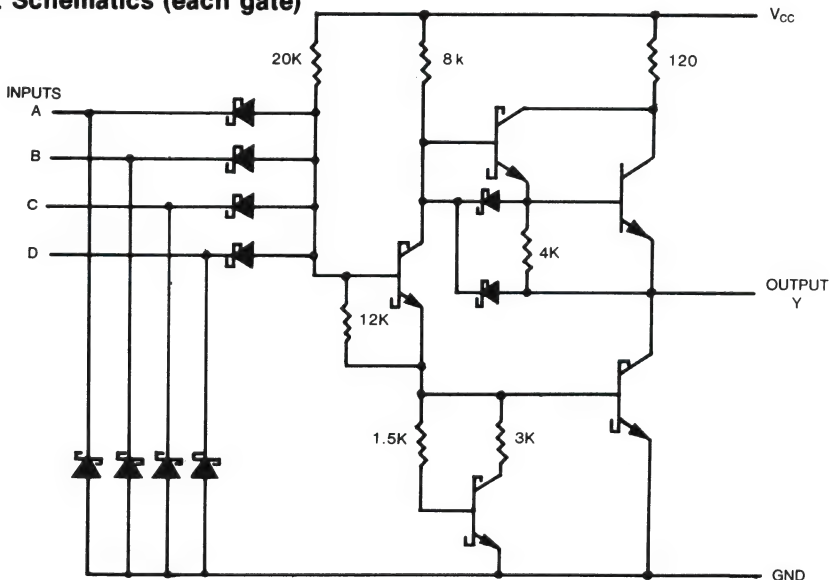 Schematics (each gate)
VCC
20K
8 k
120
INPUTS
A
B
C
D
4K
OUTPUT
Y
12K
1.5K
3K
GND